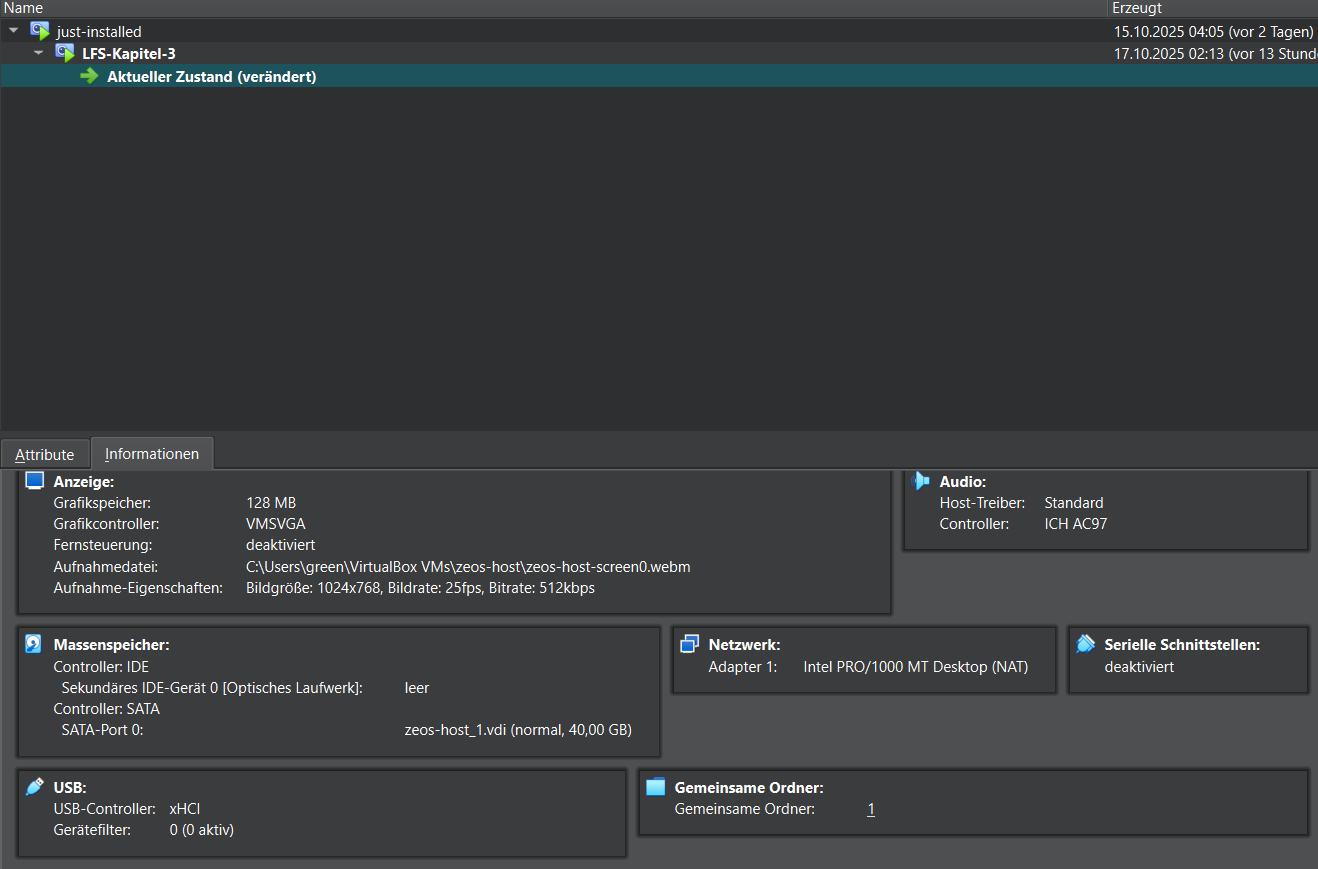 Name Erzeugt
just-installed 15.10.2025 04:05 (vor 2 Tagen)
LFS-Kapitel-3 17.10.2025 02:13 (vor 13 Stund
Aktueller Zustand (verändert)
Attribute Informationen
Anzeige:
Grafikspeicher: 128 MB
Grafikcontroller: VMSVGA
Fernsteuerung: deaktiviert
Aufnahmedatei: C:\Users\green\VirtualBox VMs\zeos-host\zeos-host-screen0.webm
Aufnahme-Eigenschaften: Bildgröße: 1024x768, Bildrate: 25fps, Bitrate: 512kbps
Audio:
Host-Treiber: Standard
Controller: ICH AC97
Massenspeicher:
Controller: IDE
Sekundäres IDE-Gerät 0 [Optisches Laufwerk]: leer
Controller: SATA
SATA-Port 0: zeos-host_1.vdi (normal, 40,00 GB)
Netzwerk:
Adapter 1: Intel PRO/1000 MT Desktop (NAT)
Serielle Schnittstellen:
deaktiviert
USB:
USB-Controller: xHCI
Gerätefilter: 0 (0 aktiv)
Gemeinsame Ordner:
Gemeinsame Ordner: 1